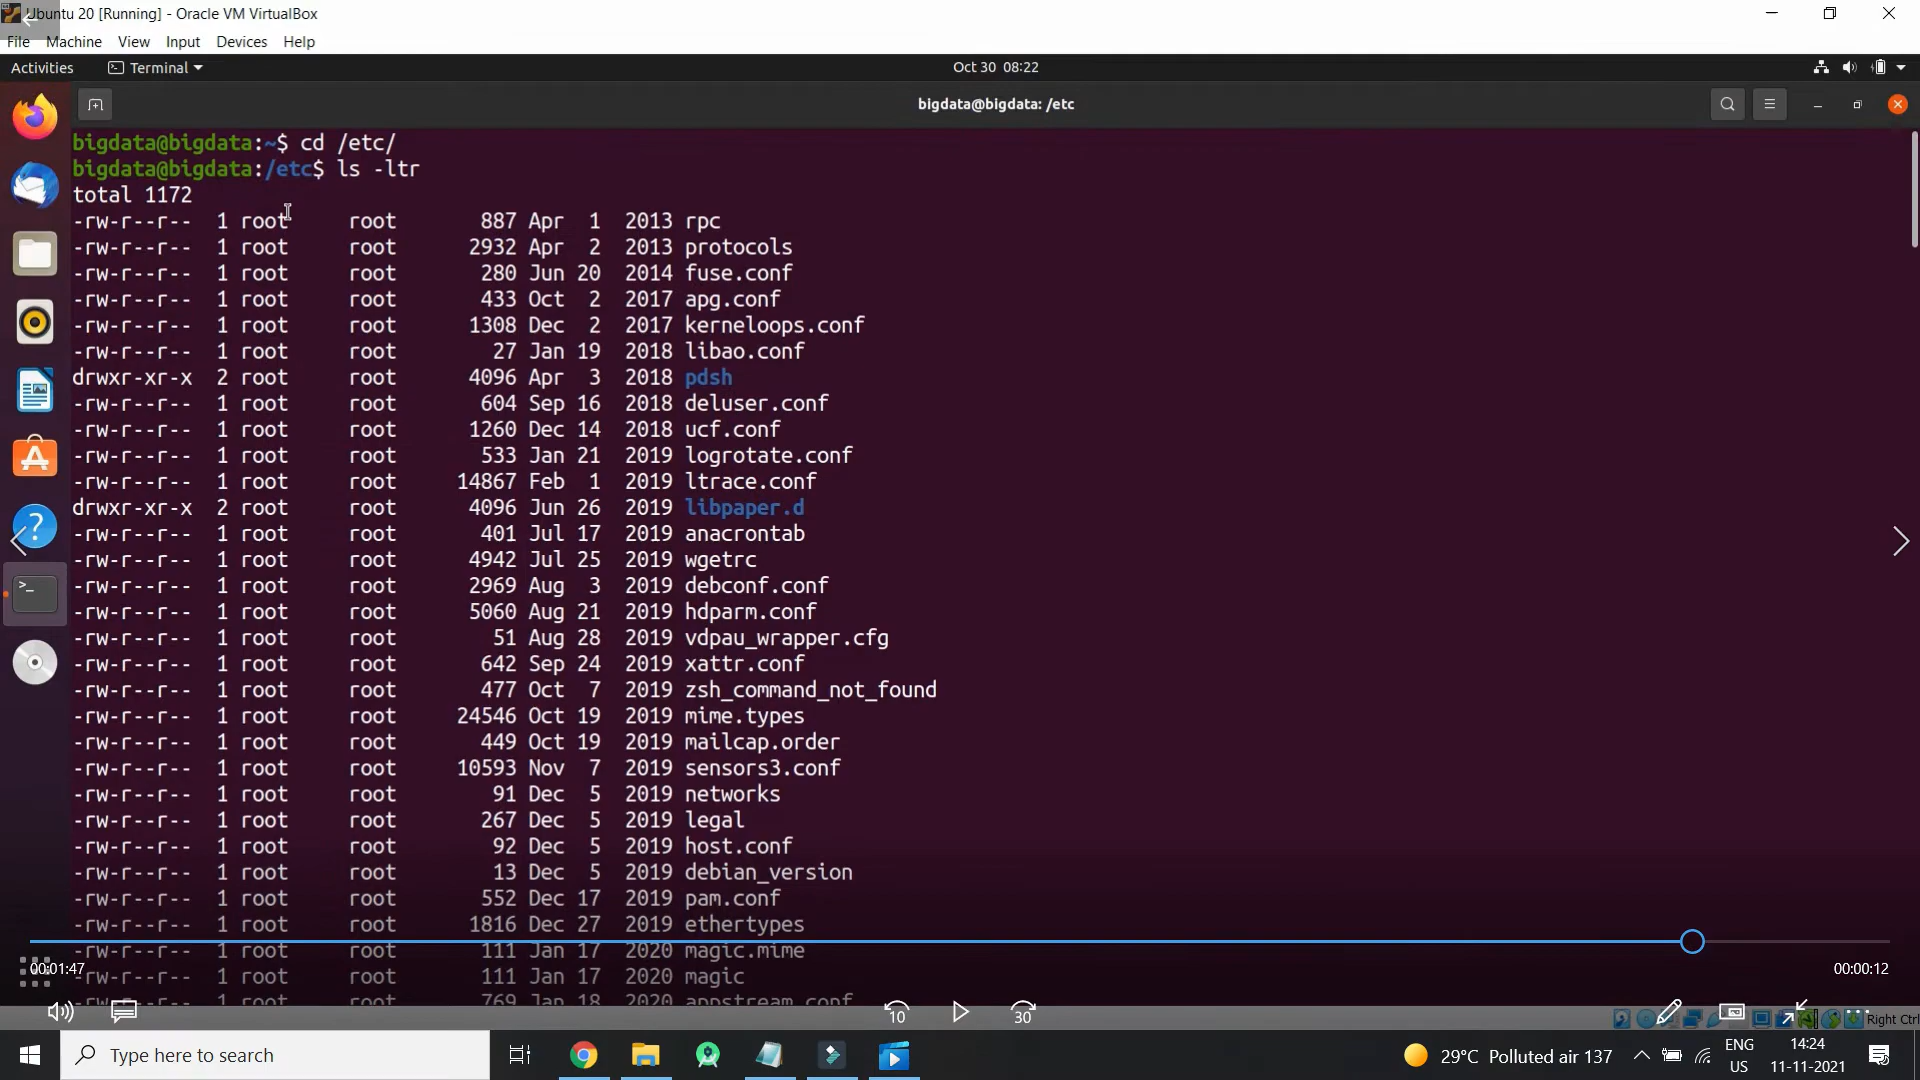 Ubuntu 20 [Running] - Oracle VM VirtualBox
File Machine View Input Devices Help
Activities Terminal Oct 30 08:22
bigdata@bigdata: /etc
bigdata@bigdata:~$ cd /etc/
bigdata@bigdata:/etc$ ls -ltr
total 1172
-rw-r--r-- 1 root root 887 Apr 1 2013 rpc
-rw-r--r-- 1 root root 2932 Apr 2 2013 protocols
-rw-r--r-- 1 root root 280 Jun 20 2014 fuse.conf
-rw-r--r-- 1 root root 433 Oct 2 2017 apg.conf
-rw-r--r-- 1 root root 1308 Dec 2 2017 kerneloops.conf
-rw-r--r-- 1 root root 27 Jan 19 2018 libao.conf
drwxr-xr-x 2 root root 4096 Apr 3 2018 pdsh
-rw-r--r-- 1 root root 604 Sep 16 2018 deluser.conf
-rw-r--r-- 1 root root 1260 Dec 14 2018 ucf.conf
-rw-r--r-- 1 root root 533 Jan 21 2019 logrotate.conf
-rw-r--r-- 1 root root 14867 Feb 1 2019 ltrace.conf
drwxr-xr-x 2 root root 4096 Jun 26 2019 libpaper.d
-rw-r--r-- 1 root root 401 Jul 17 2019 anacrontab
-rw-r--r-- 1 root root 4942 Jul 25 2019 wgetrc
-rw-r--r-- 1 root root 2969 Aug 3 2019 debconf.conf
-rw-r--r-- 1 root root 5060 Aug 21 2019 hdparm.conf
-rw-r--r-- 1 root root 51 Aug 28 2019 vdpau_wrapper.cfg
-rw-r--r-- 1 root root 642 Sep 24 2019 xattr.conf
-rw-r--r-- 1 root root 477 Oct 7 2019 zsh_command_not_found
-rw-r--r-- 1 root root 24546 Oct 19 2019 mime.types
-rw-r--r-- 1 root root 449 Oct 19 2019 mailcap.order
-rw-r--r-- 1 root root 10593 Nov 7 2019 sensors3.conf
-rw-r--r-- 1 root root 91 Dec 5 2019 networks
-rw-r--r-- 1 root root 267 Dec 5 2019 legal
-rw-r--r-- 1 root root 92 Dec 5 2019 host.conf
-rw-r--r-- 1 root root 13 Dec 5 2019 debian_version
-rw-r--r-- 1 root root 552 Dec 17 2019 pam.conf
-rw-r--r-- 1 root root 1816 Dec 27 2019 ethertypes
-rw-r--r-- 1 root root 111 Jan 17 2020 magic.mime
-rw-r--r-- 1 root root 111 Jan 17 2020 magic
-rw-r--r-- 1 root root 769 Jan 18 2020 appstream.conf
00:01:47 00:00:12
10 30
Right Ctrl
Type here to search
29°C Polluted air 137
ENG
US
14:24
11-11-2021